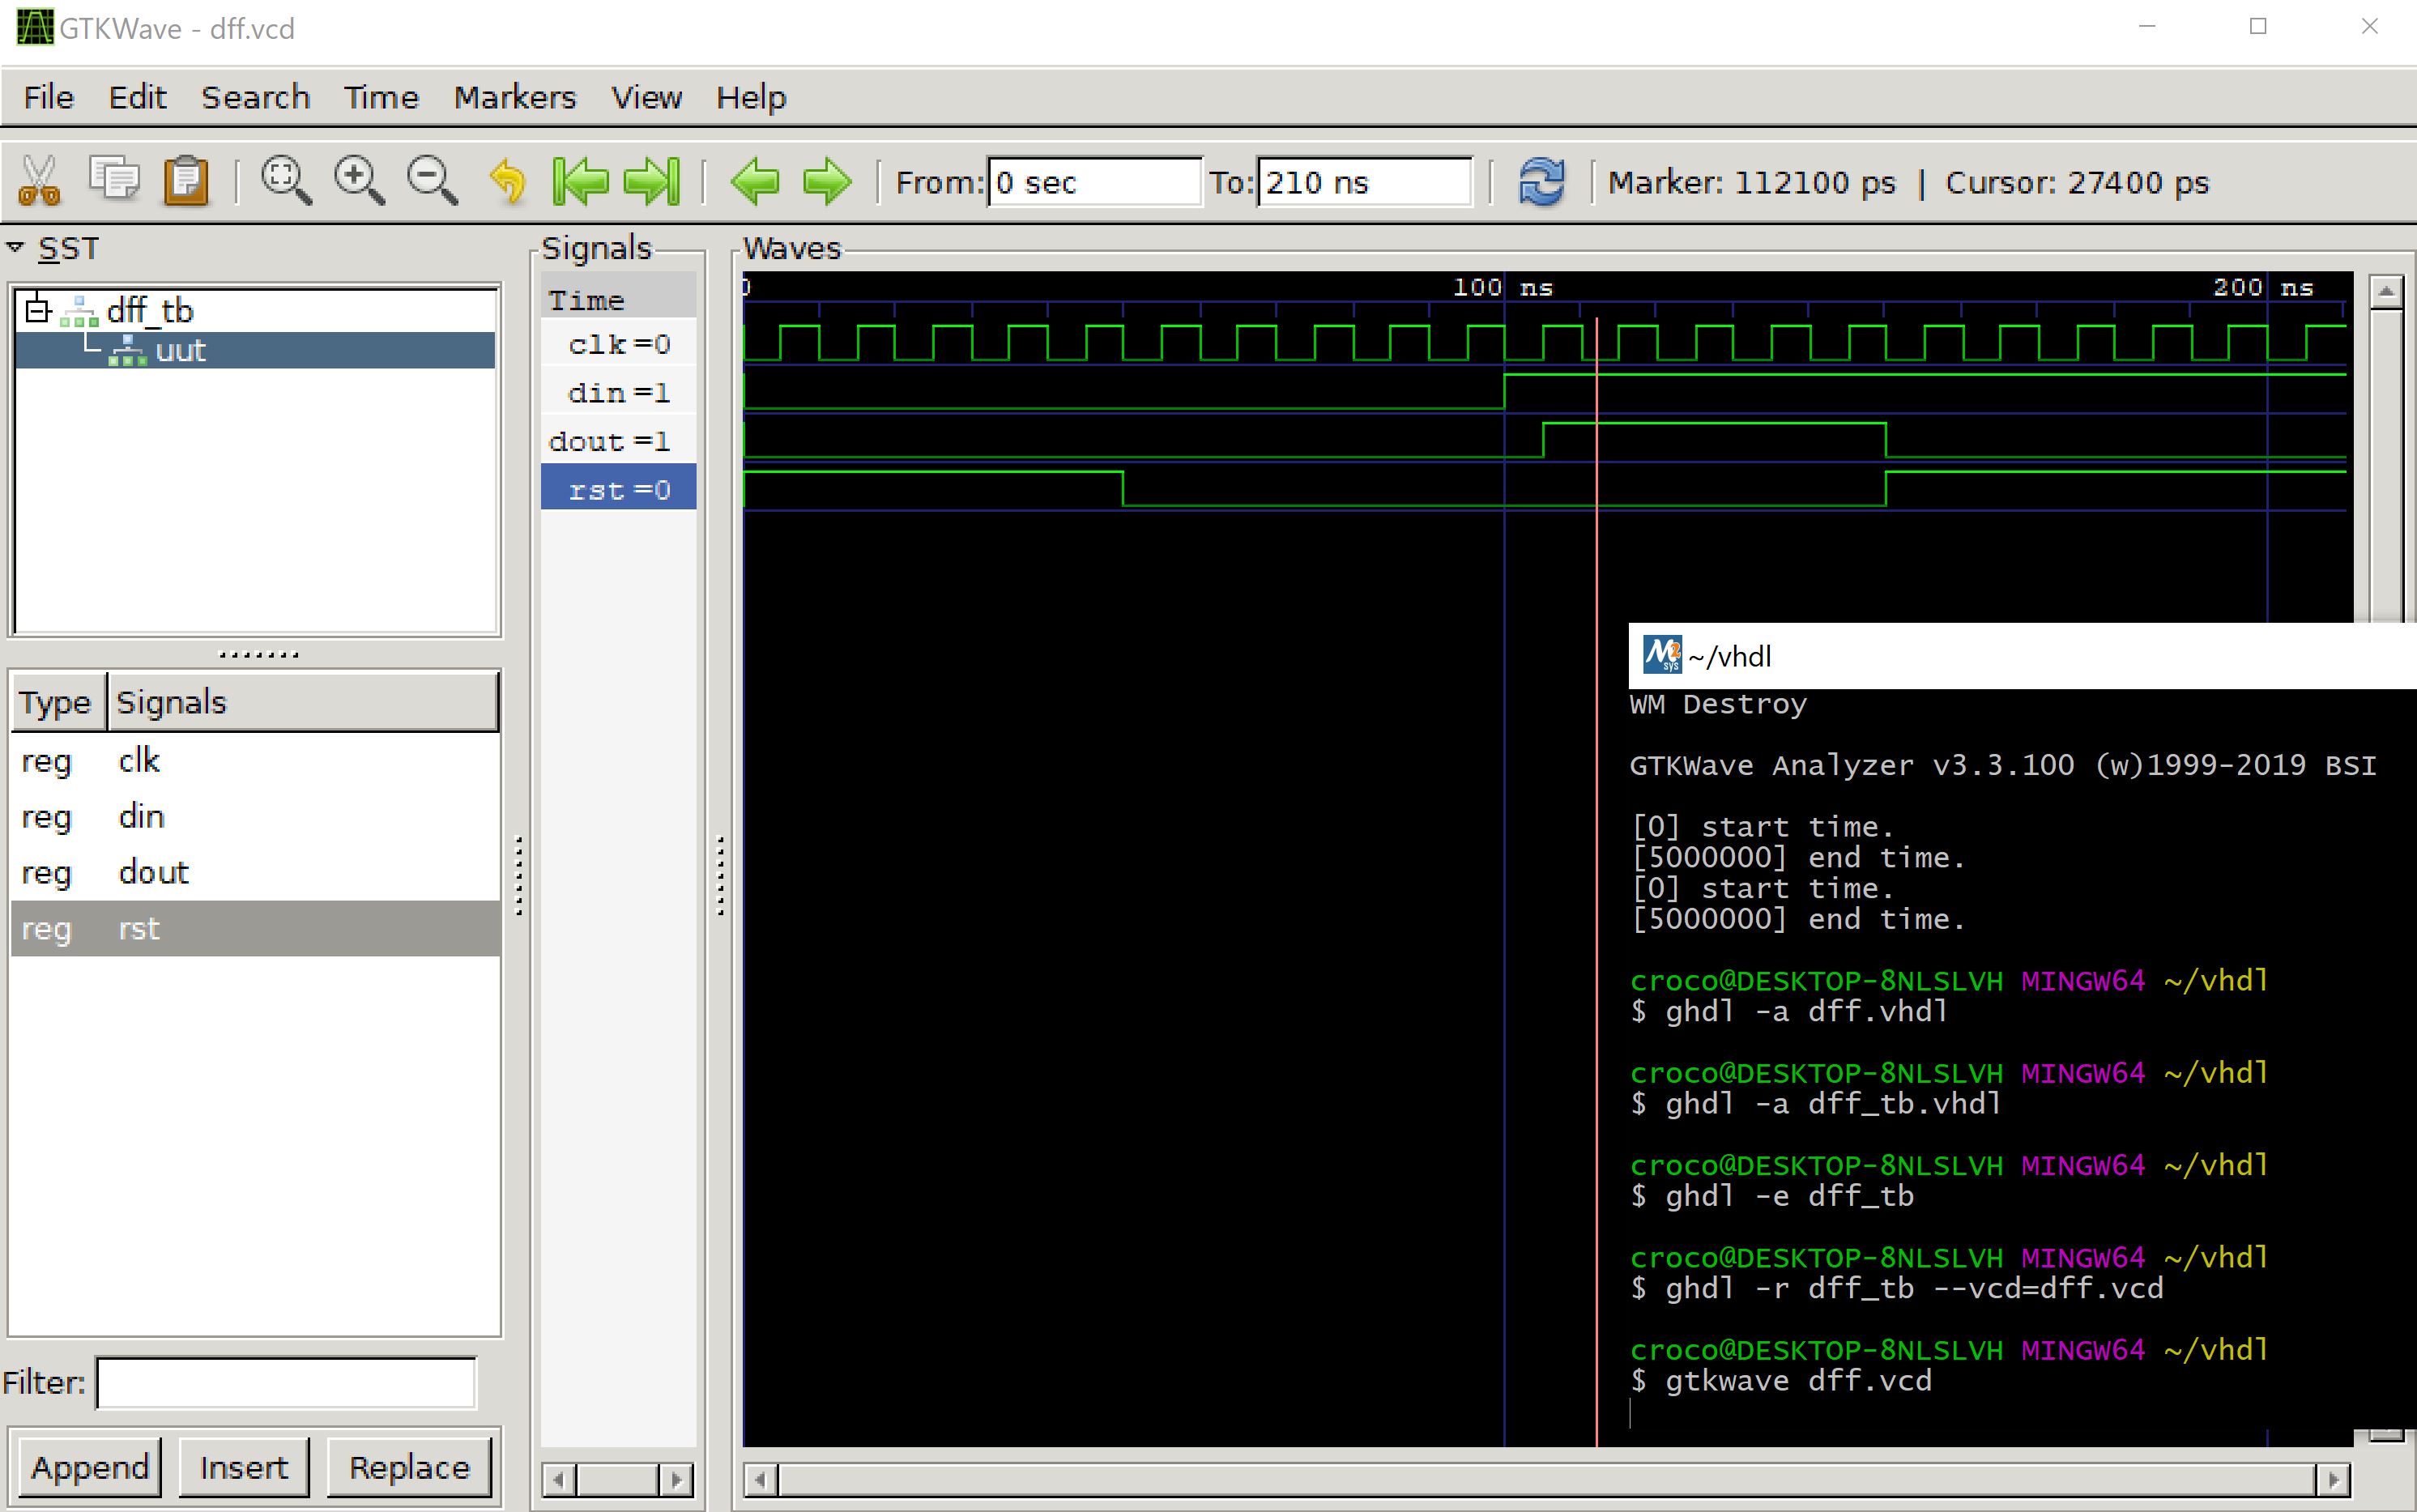 GTKWave - dff.vcd
File Edit Search Time Markers View Help
From: 0 sec To: 210 ns Marker: 112100 ps | Cursor: 27400 ps
SST
dff_tb
uut
Type Signals
reg clk
reg din
reg dout
reg rst
Filter:
Append Insert Replace
Signals
Time
clk =0
din =1
dout =1
rst =0
Waves
0 100 ns 200 ns
M2 sys ~/vhdl
WM Destroy
GTKWave Analyzer v3.3.100 (w)1999-2019 BSI
[0] start time.
[5000000] end time.
[0] start time.
[5000000] end time.
croco@DESKTOP-8NLSLVH MINGW64 ~/vhdl
$ ghdl -a dff.vhdl
croco@DESKTOP-8NLSLVH MINGW64 ~/vhdl
$ ghdl -a dff_tb.vhdl
croco@DESKTOP-8NLSLVH MINGW64 ~/vhdl
$ ghdl -e dff_tb
croco@DESKTOP-8NLSLVH MINGW64 ~/vhdl
$ ghdl -r dff_tb --vcd=dff.vcd
croco@DESKTOP-8NLSLVH MINGW64 ~/vhdl
$ gtkwave dff.vcd